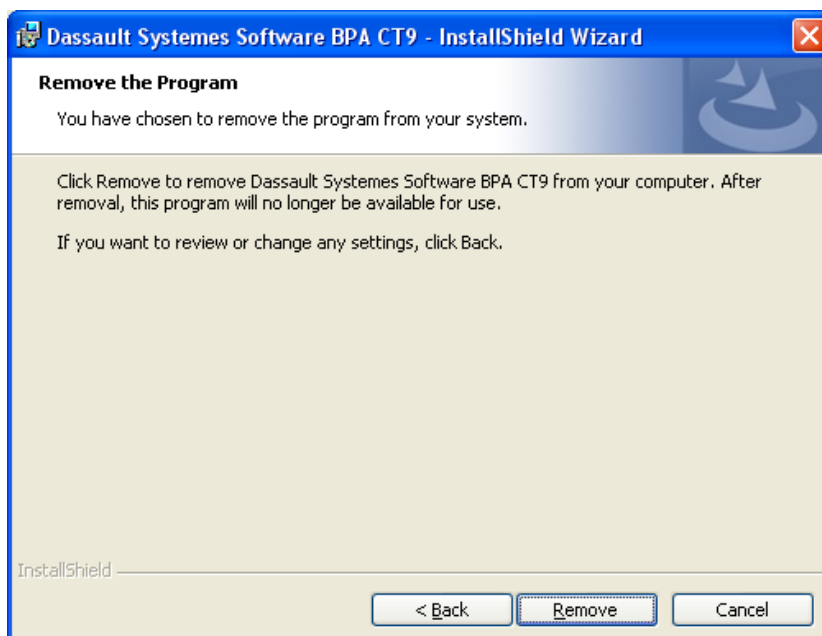 Dassault Systemes Software BPA CT9 - InstallShield Wizard
Remove the Program
You have chosen to remove the program from your system.
Click Remove to remove Dassault Systemes Software BPA CT9 from your computer. After
removal, this program will no longer be available for use.
If you want to review or change any settings, click Back.
InstallShield
< Back
Remove
Cancel